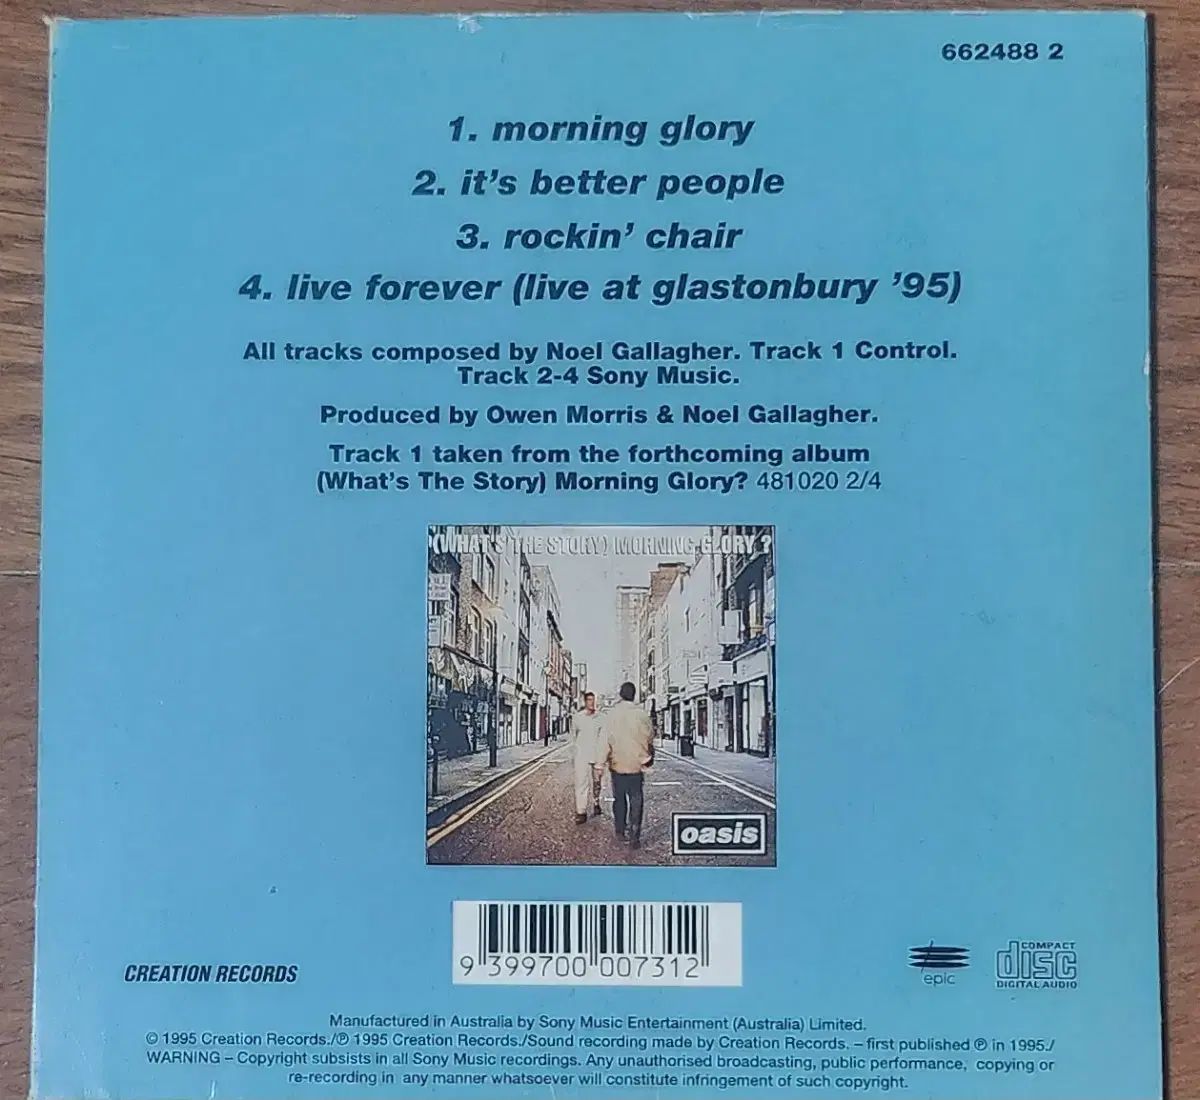 662488 2
1. morning glory
2. it's better people
3. rockin' chair
4. live forever (live at glastonbury '95)
All tracks composed by Noel Gallagher. Track 1 Control.
Track 2-4 Sony Music.
Produced by Owen Morris & Noel Gallagher.
Track 1 taken from the forthcoming album
(What's The Story) Morning Glory? 481020 2/4
(WHAT'S THE STORY) MORNING GLORY ?
oasis
9 399700 007312
CREATION RECORDS
epic
COMPACT
disc
DIGITAL AUDIO
Manufactured in Australia by Sony Music Entertainment (Australia) Limited.
© 1995 Creation Records./℗ 1995 Creation Records./Sound recording made by Creation Records. – first published ℗ in 1995./
WARNING – Copyright subsists in all Sony Music recordings. Any unauthorised broadcasting, public performance, copying or
re-recording in any manner whatsoever will constitute infringement of such copyright.